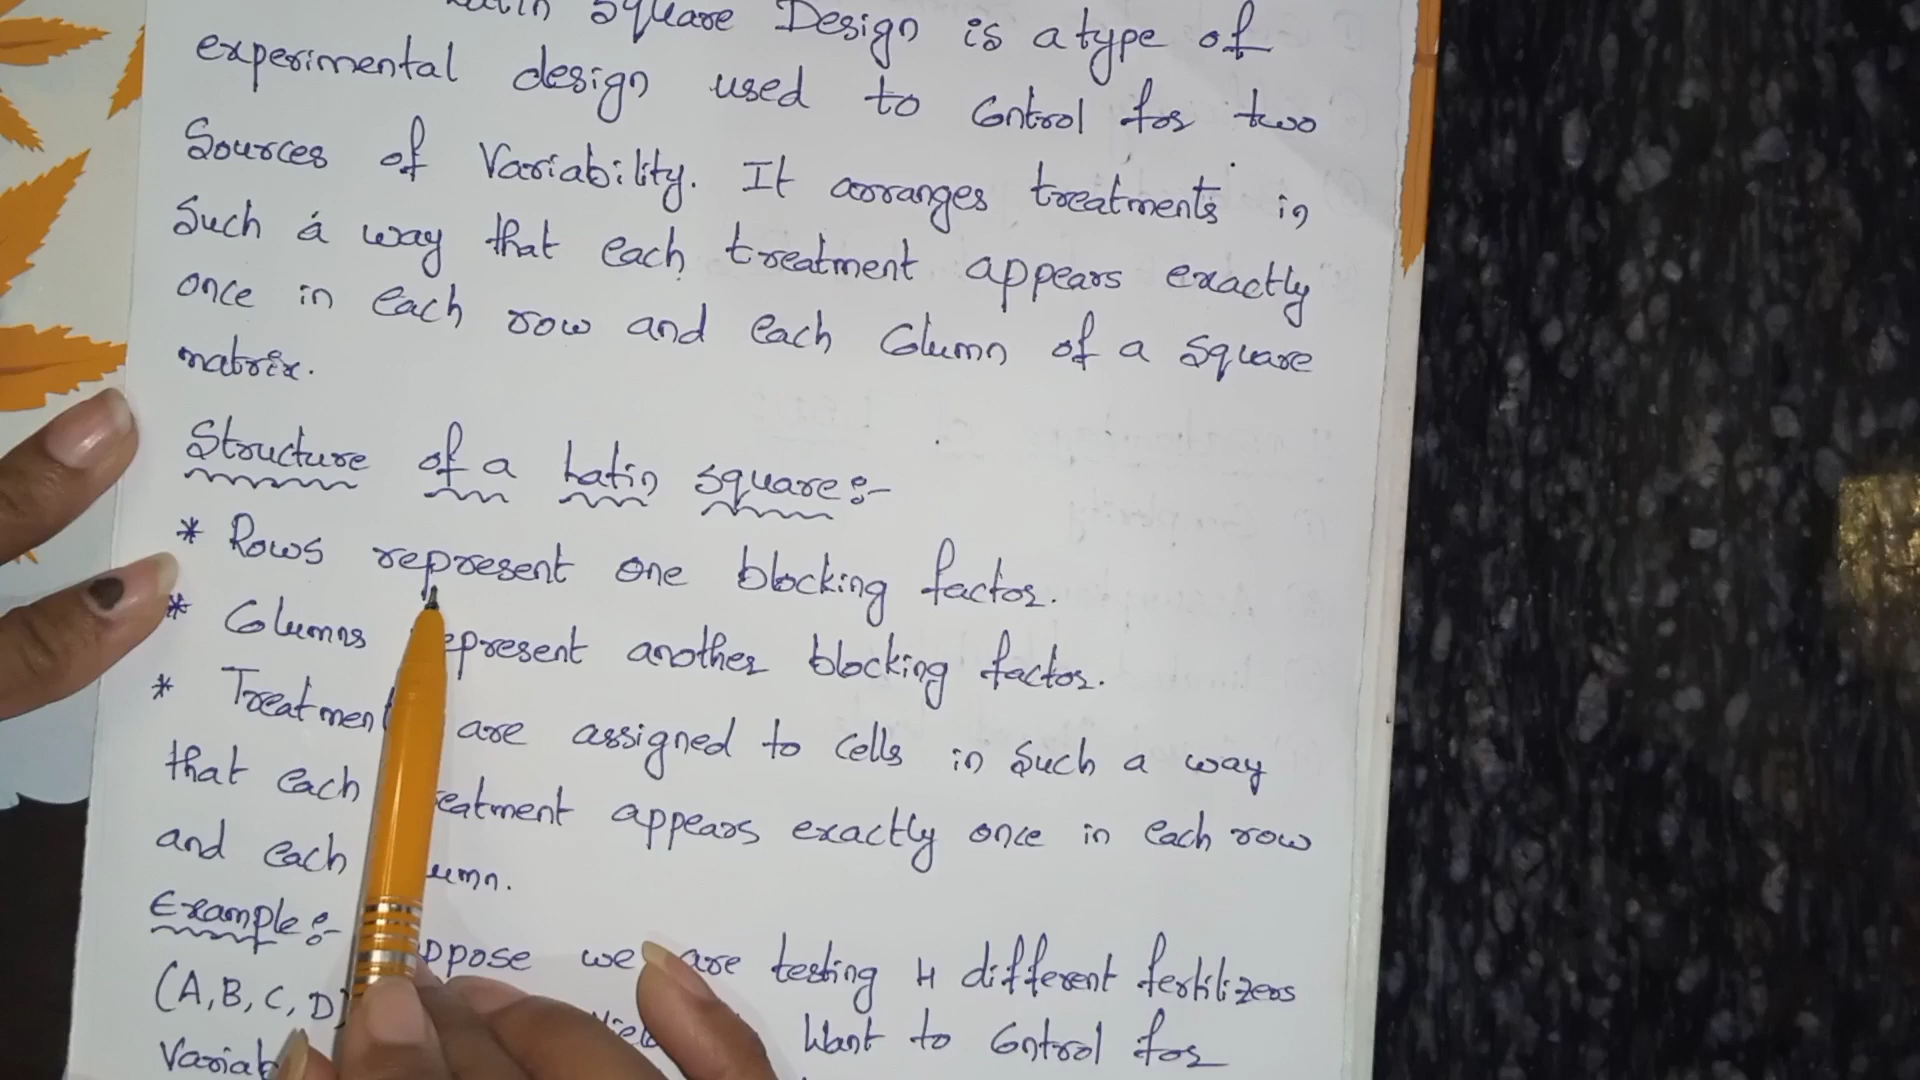 Latin Square Design is a type of
experimental design used to Control for two
Sources of Variability. It arranges treatments in
Such a way that each treatment appears exactly
once in each row and each Column of a square
matrix.
Structure of a Latin square:-
* Rows represent one blocking factor.
* Columns represent another blocking factor.
* Treatment are assigned to cells in Such a way
that each treatment appears exactly once in each row
and each
Example:- we are testing 4 different fertilizers
(A, B, C, D) Want to Control for